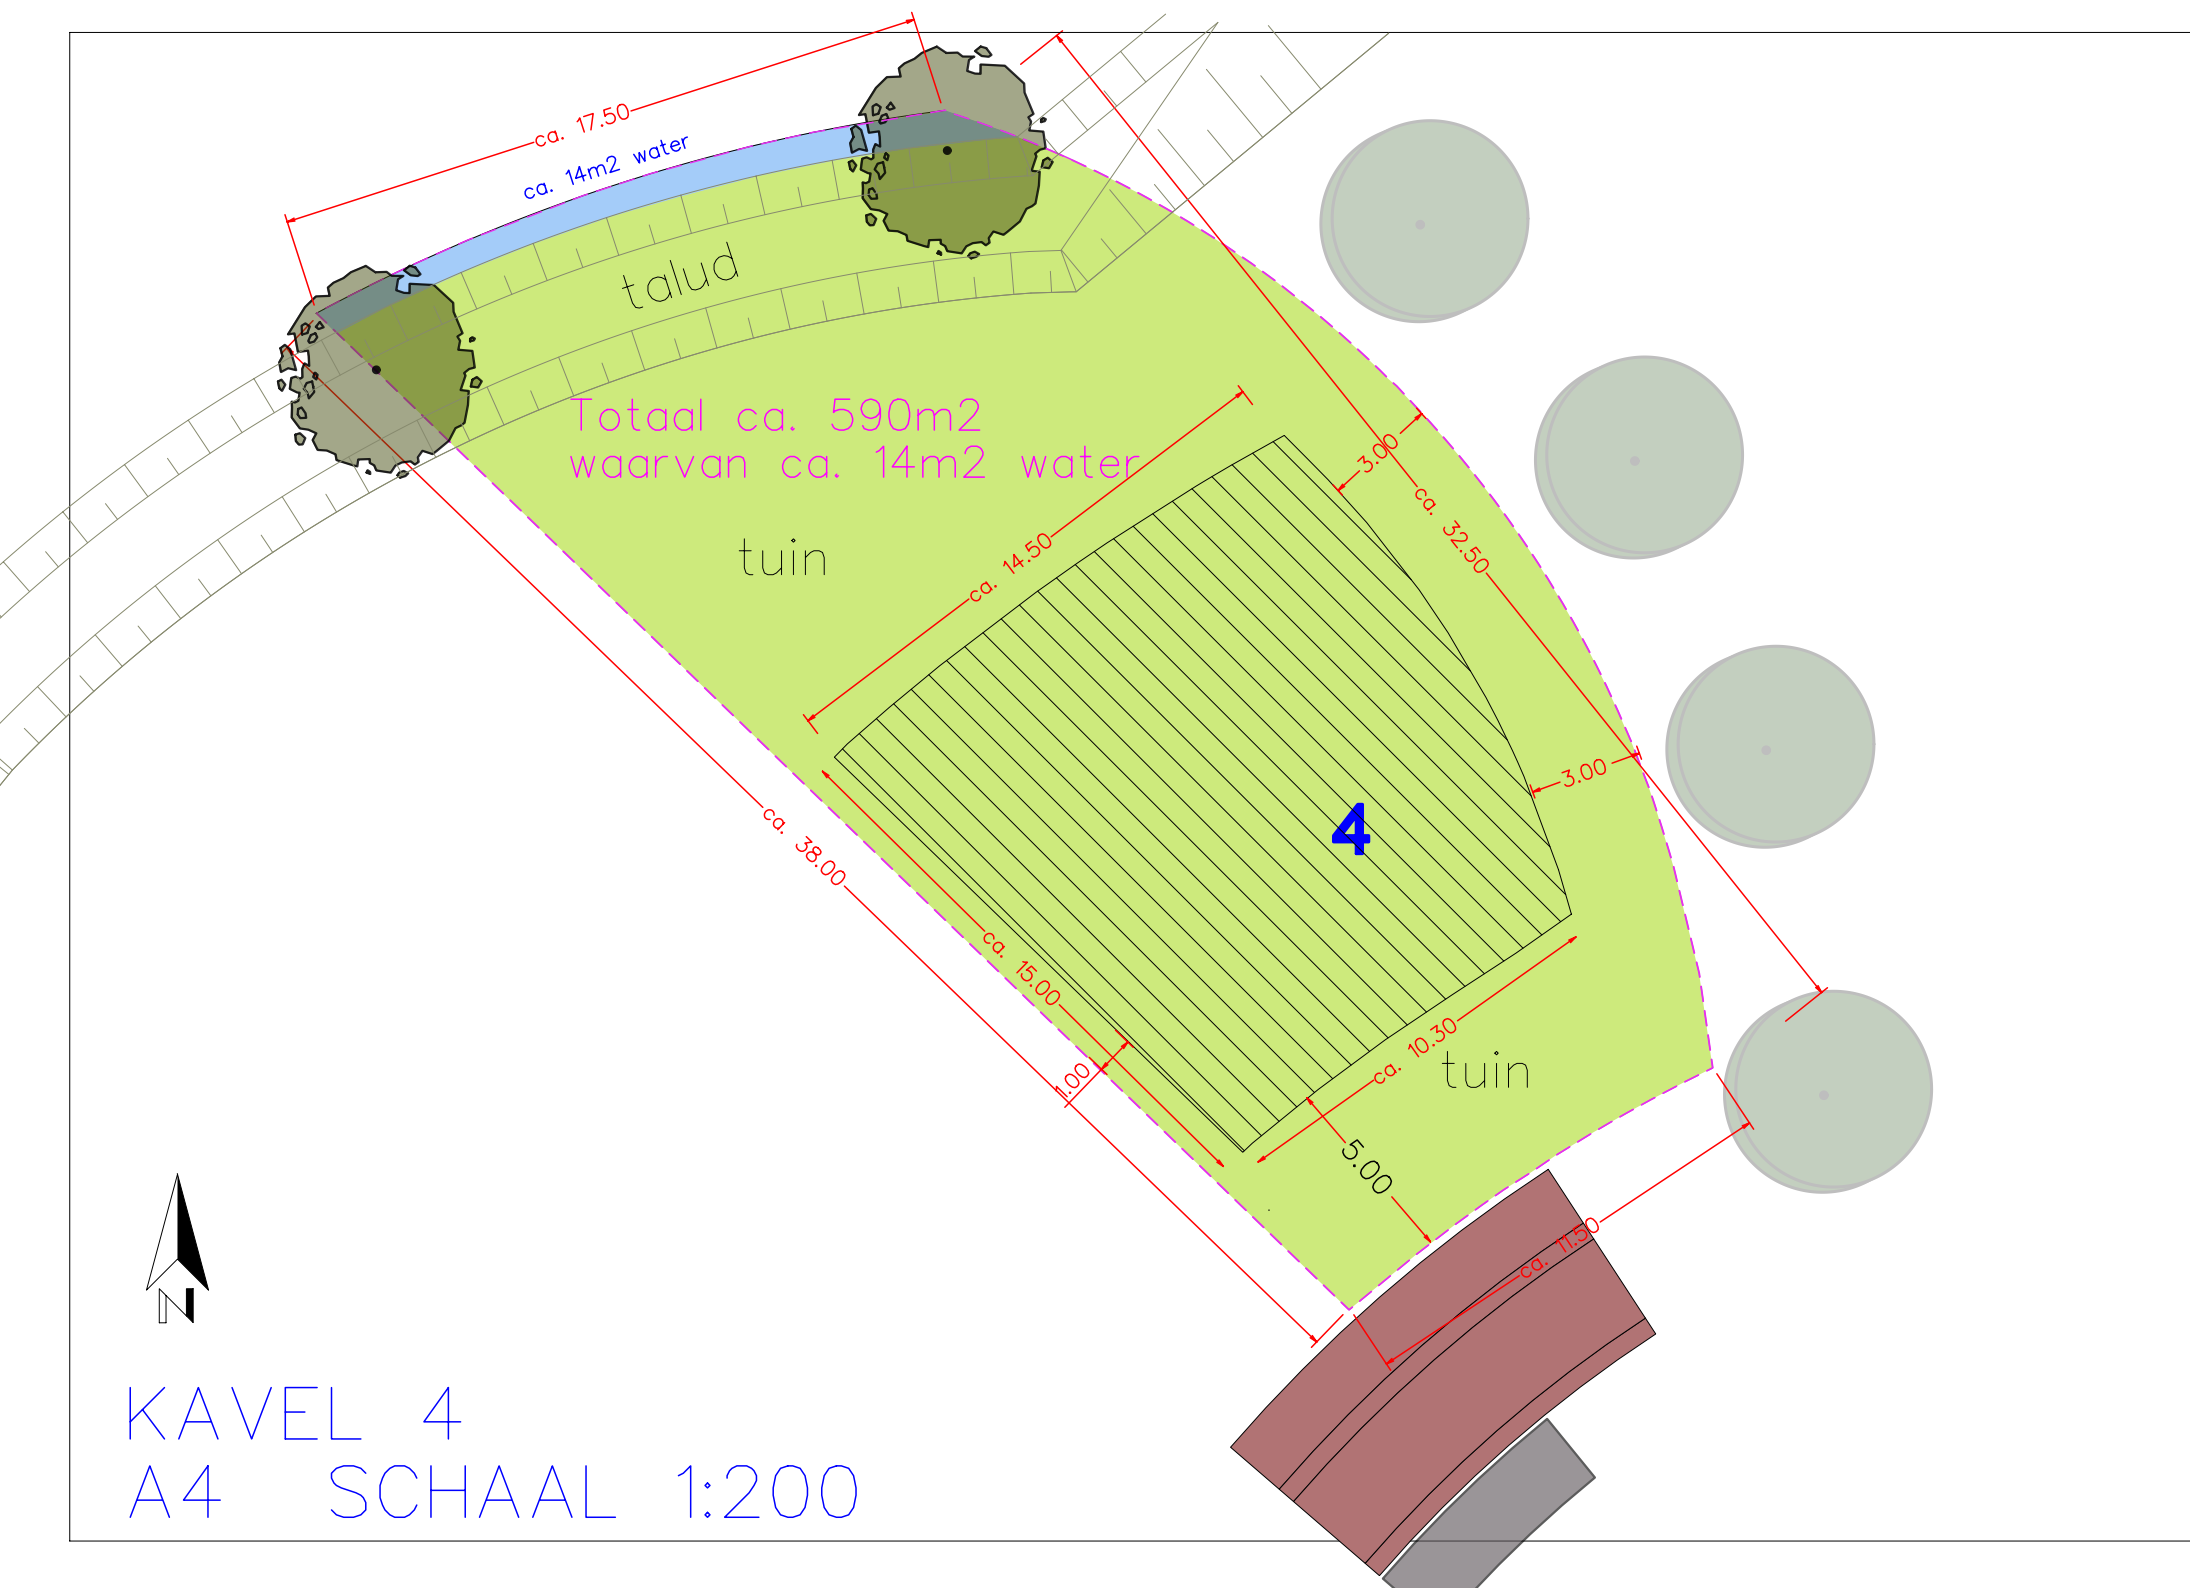 ca. 17.50
ca. 14m2 water
talud
Totaal ca. 590m2
waarvan ca. 14m2 water
3.00
ca. 32.50
ca. 14.50
tuin
3.00
4
ca. 38.00
ca. 15.00
1.00
ca. 10.30
tuin
5.00
ca. 11.50
N
KAVEL 4
A4 SCHAAL 1:200